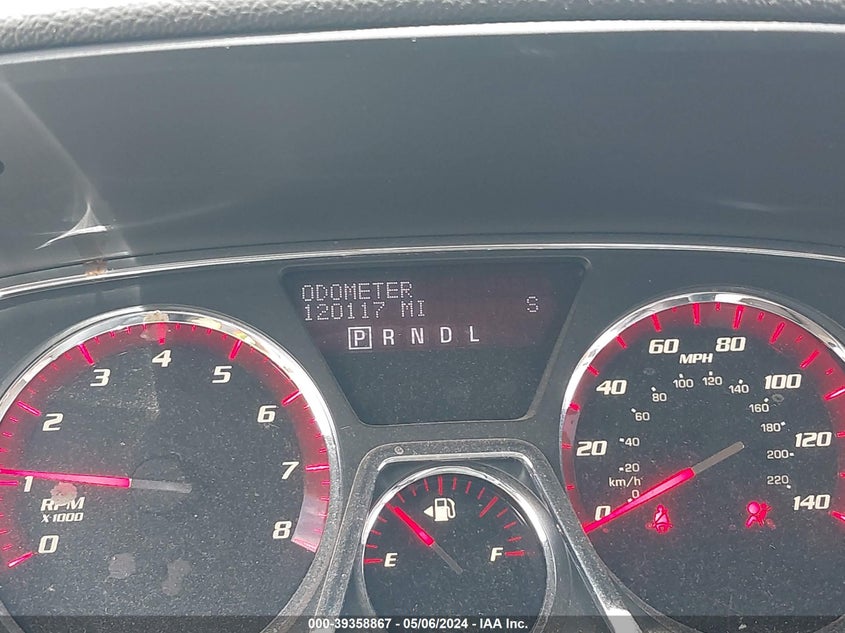 ODOMETER
120117 MI S
P R N D L
0 1 2 3 4 5 6 7 8
RPM
X1000
E F
0 20 40 60 80 100 120 140
MPH
0 20 40 60 80 100 120 140 160 180 200 220
km/h
000-39358867 - 05/06/2024 - IAA Inc.